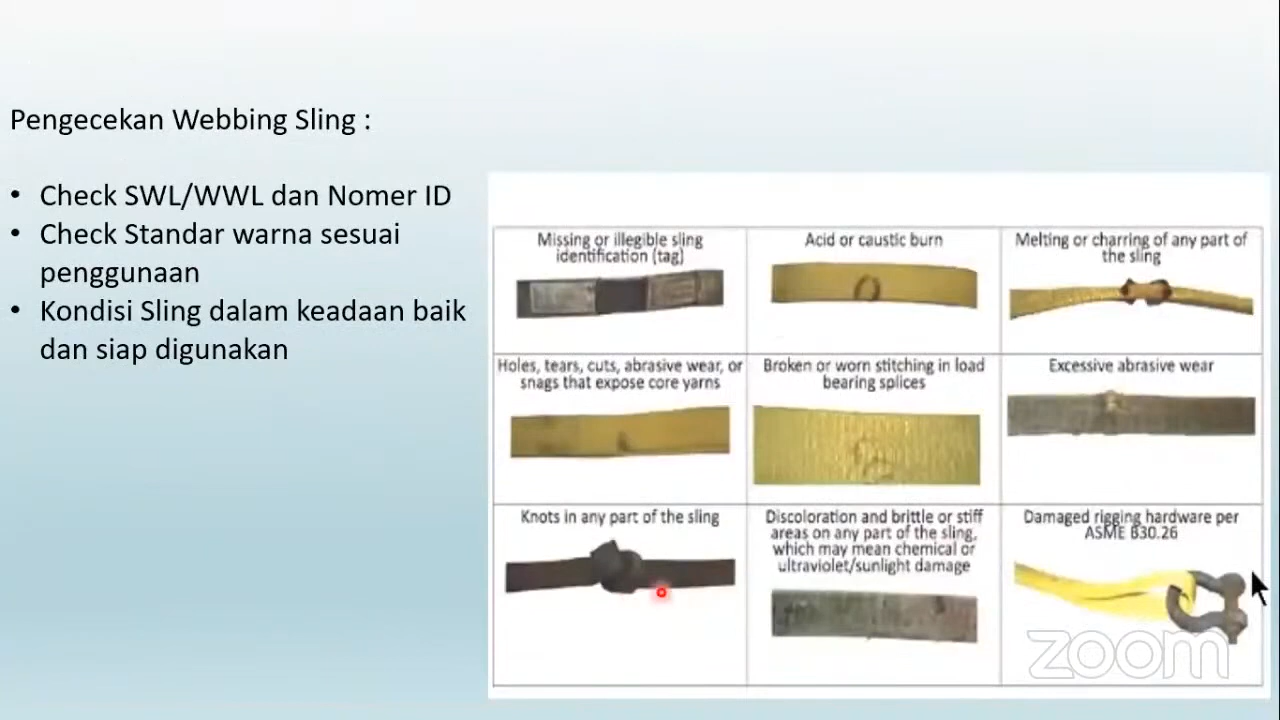 Pengecekan Webbing Sling :
• Check SWL/WWL dan Nomer ID
• Check Standar warna sesuai
penggunaan
• Kondisi Sling dalam keadaan baik
dan siap digunakan
Missing or illegible sling
identification (tag)
Acid or caustic burn
Melting or charring of any part of
the sling
Holes, tears, cuts, abrasive wear, or
snags that expose core yarns
Broken or worn stitching in load
bearing splices
Excessive abrasive wear
Knots in any part of the sling
Discoloration and brittle or stiff
areas on any part of the sling,
which may mean chemical or
ultraviolet/sunlight damage
Damaged rigging hardware per
ASME B30.26
zoom